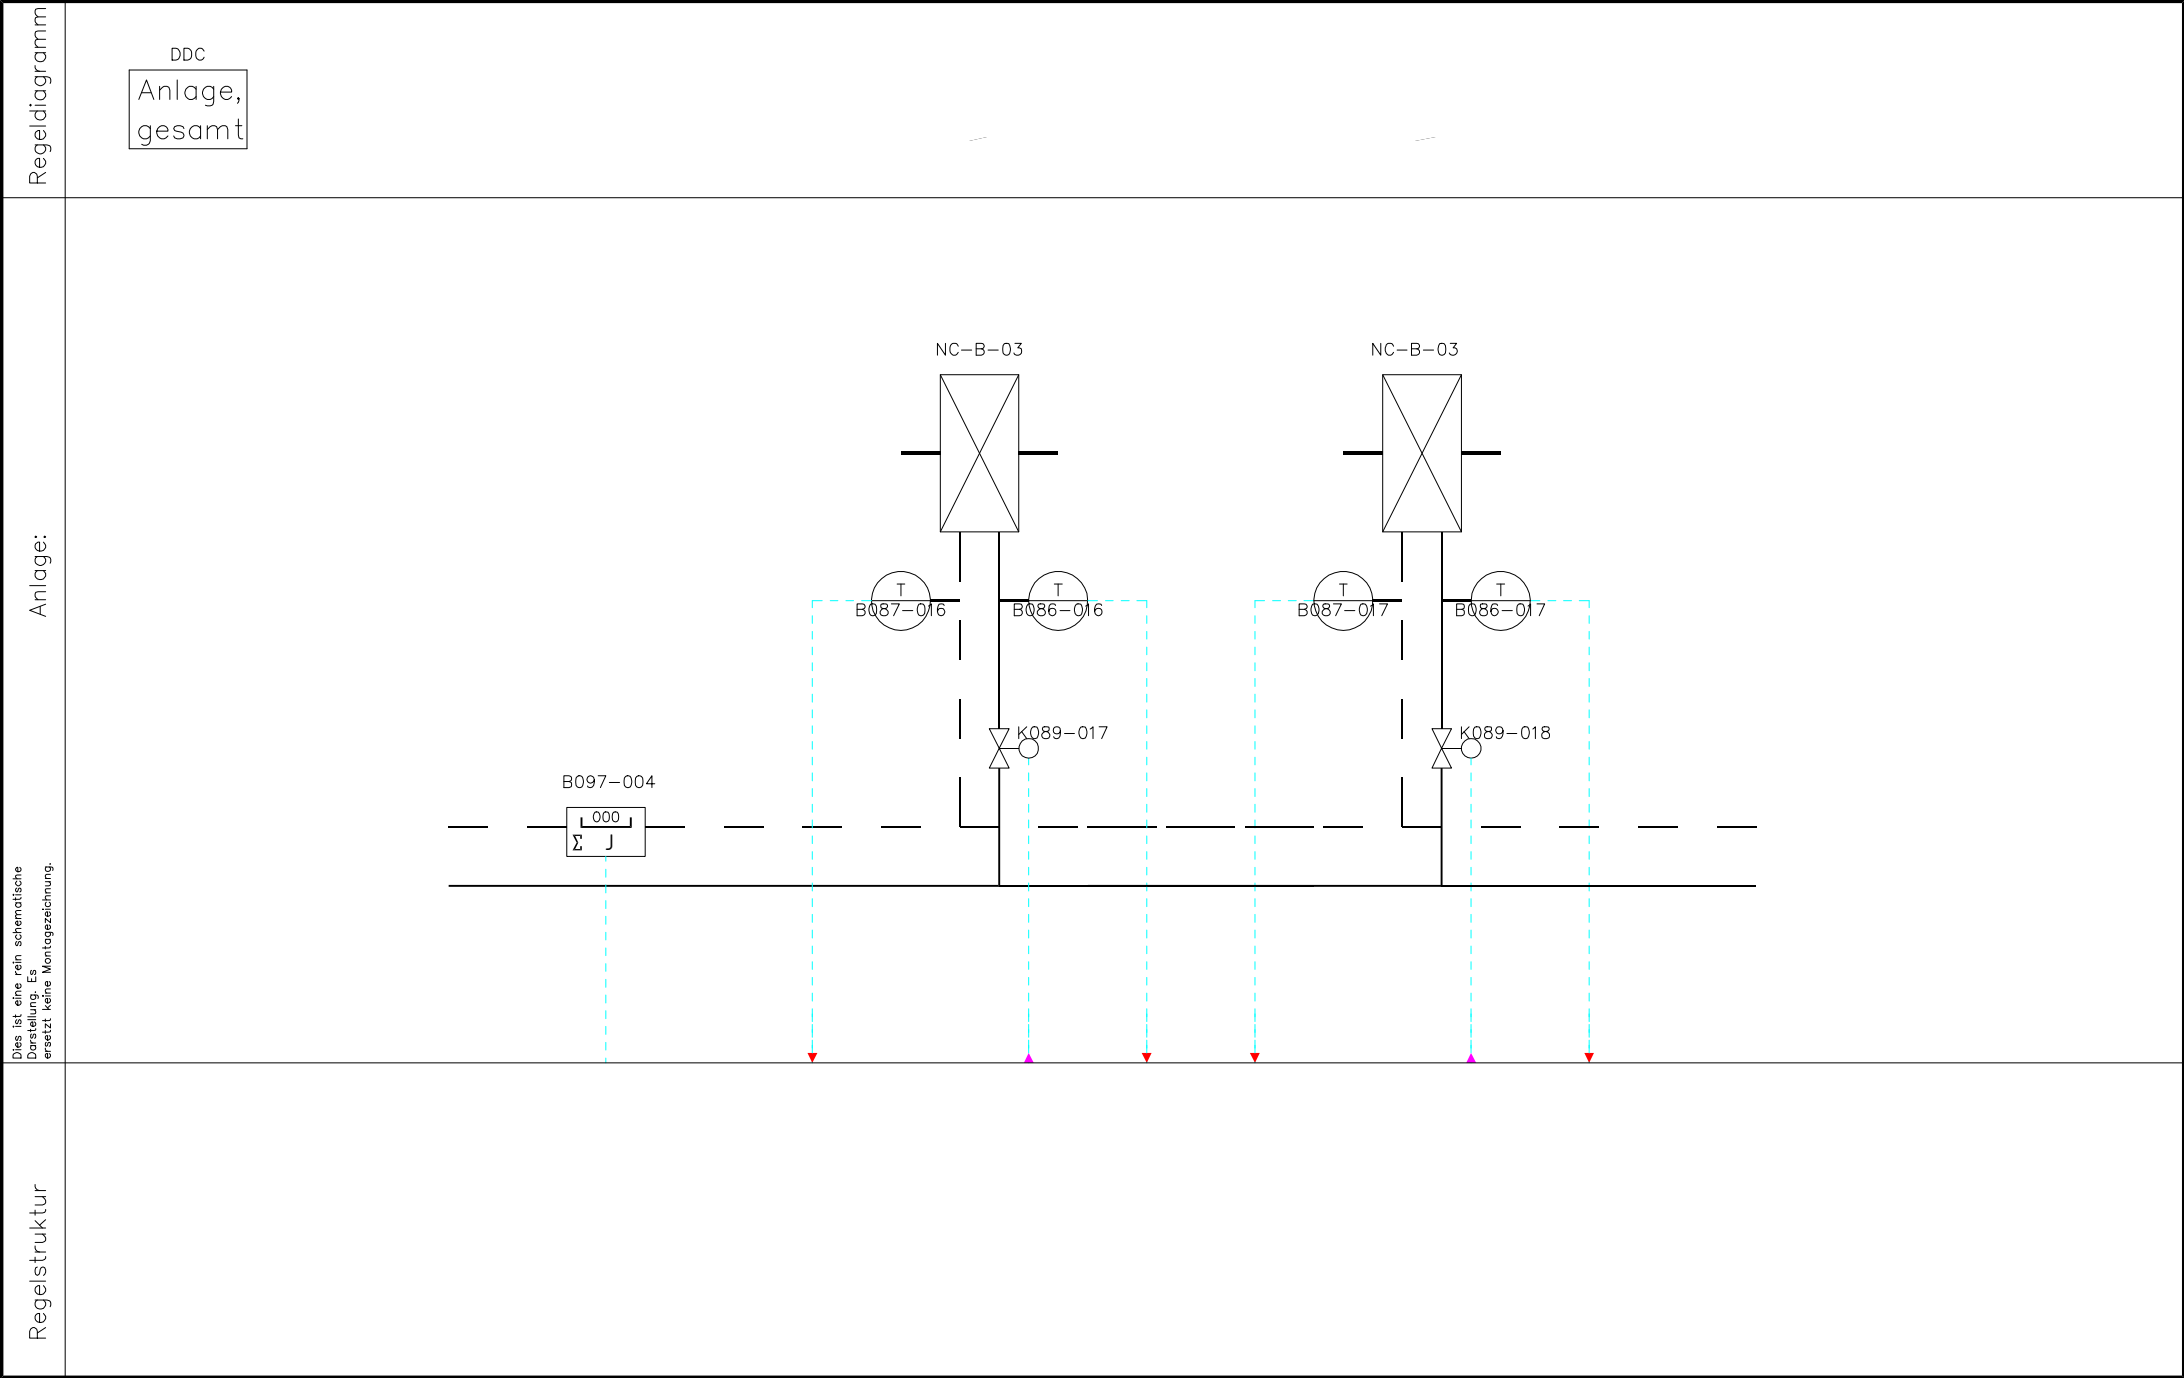 Regeldiagramm
DDC
Anlage,
gesamt
Anlage:
NC-B-03
NC-B-03
T
B087-016
T
B086-016
T
B087-017
T
B086-017
K089-017
K089-018
B097-004
000
Σ J
Dies ist eine rein schematische
Darstellung. Es
ersetzt keine Montagezeichnung.
Regelstruktur